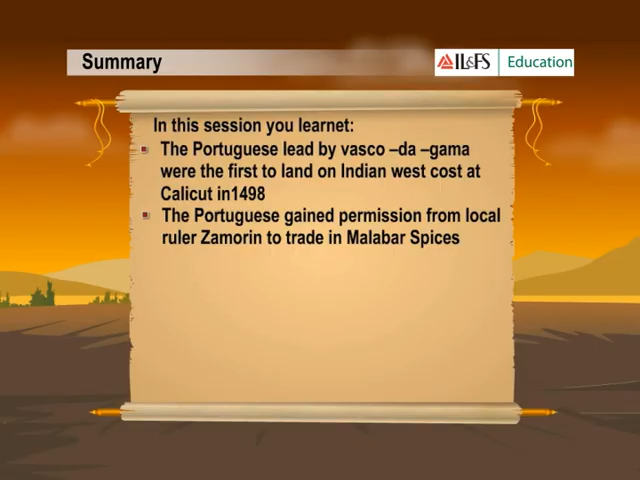 Summary
IL&FS Education
In this session you learnet:
The Portuguese lead by vasco –da –gama
were the first to land on Indian west cost at
Calicut in1498
The Portuguese gained permission from local
ruler Zamorin to trade in Malabar Spices